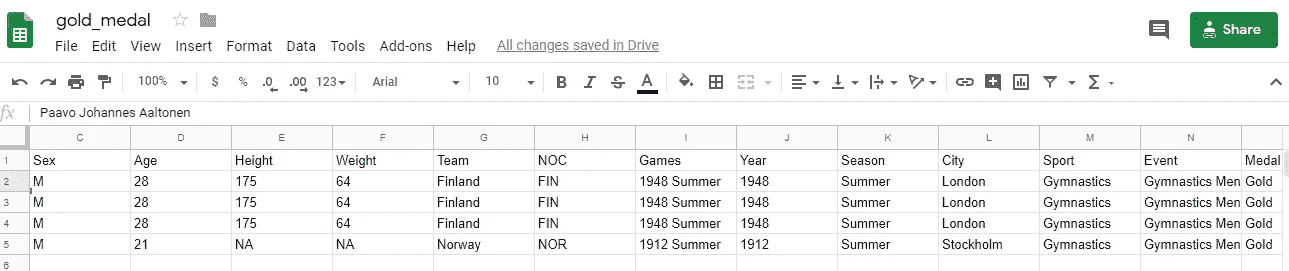 gold_medal
File Edit View Insert Format Data Tools Add-ons Help All changes saved in Drive
Share
100% $ % .0 .00 123 Arial 10 B I S A Σ
fx Paavo Johannes Aaltonen
C D E F G H I J K L M N
1 Sex Age Height Weight Team NOC Games Year Season City Sport Event Medal
2 M 28 175 64 Finland FIN 1948 Summer 1948 Summer London Gymnastics Gymnastics Men Gold
3 M 28 175 64 Finland FIN 1948 Summer 1948 Summer London Gymnastics Gymnastics Men Gold
4 M 28 175 64 Finland FIN 1948 Summer 1948 Summer London Gymnastics Gymnastics Men Gold
5 M 21 NA NA Norway NOR 1912 Summer 1912 Summer Stockholm Gymnastics Gymnastics Men Gold
6